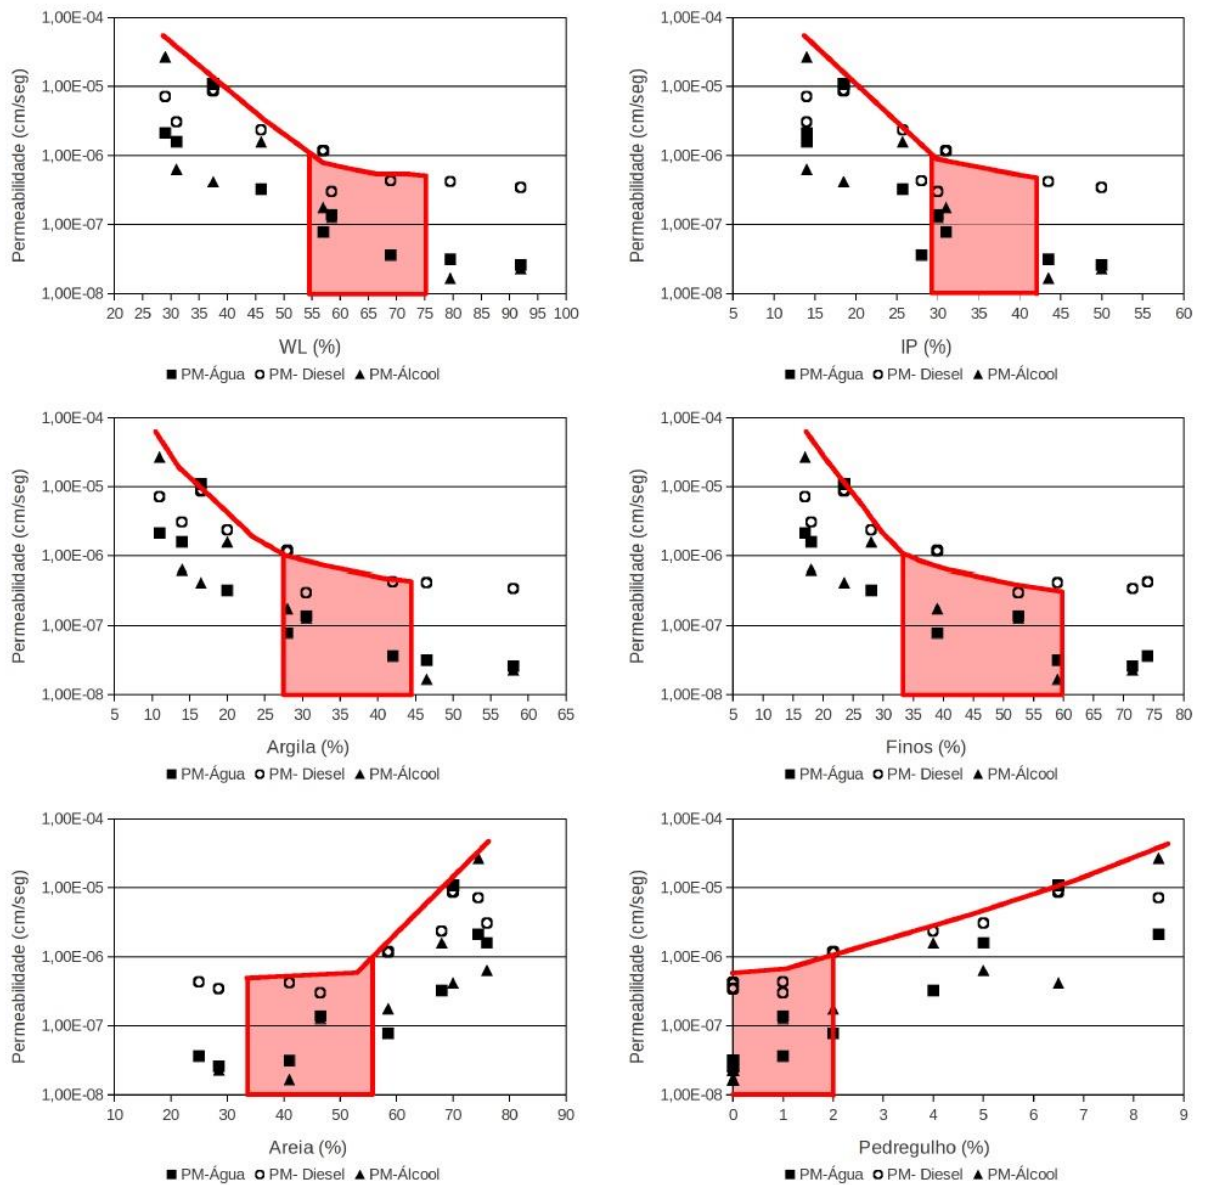 1,00E-04
1,00E-05
1,00E-06
1,00E-07
1,00E-08
Permeabilidade (cm/seg)
20 25 30 35 40 45 50 55 60 65 70 75 80 85 90 95 100
WL (%)
PM-Água PM- Diesel PM-Álcool
1,00E-04
1,00E-05
1,00E-06
1,00E-07
1,00E-08
Permeabilidade (cm/seg)
5 10 15 20 25 30 35 40 45 50 55 60
IP (%)
PM-Água PM- Diesel PM-Álcool
1,00E-04
1,00E-05
1,00E-06
1,00E-07
1,00E-08
Permeabilidade (cm/seg)
5 10 15 20 25 30 35 40 45 50 55 60 65
Argila (%)
PM-Água PM- Diesel PM-Álcool
1,00E-04
1,00E-05
1,00E-06
1,00E-07
1,00E-08
Permeabilidade (cm/seg)
5 10 15 20 25 30 35 40 45 50 55 60 65 70 75 80
Finos (%)
PM-Água PM- Diesel PM-Álcool
1,00E-04
1,00E-05
1,00E-06
1,00E-07
1,00E-08
Permeabilidade (cm/seg)
10 20 30 40 50 60 70 80 90
Areia (%)
PM-Água PM- Diesel PM-Álcool
1,00E-04
1,00E-05
1,00E-06
1,00E-07
1,00E-08
Permeabilidade (cm/seg)
0 1 2 3 4 5 6 7 8 9
Pedregulho (%)
PM-Água PM- Diesel PM-Álcool